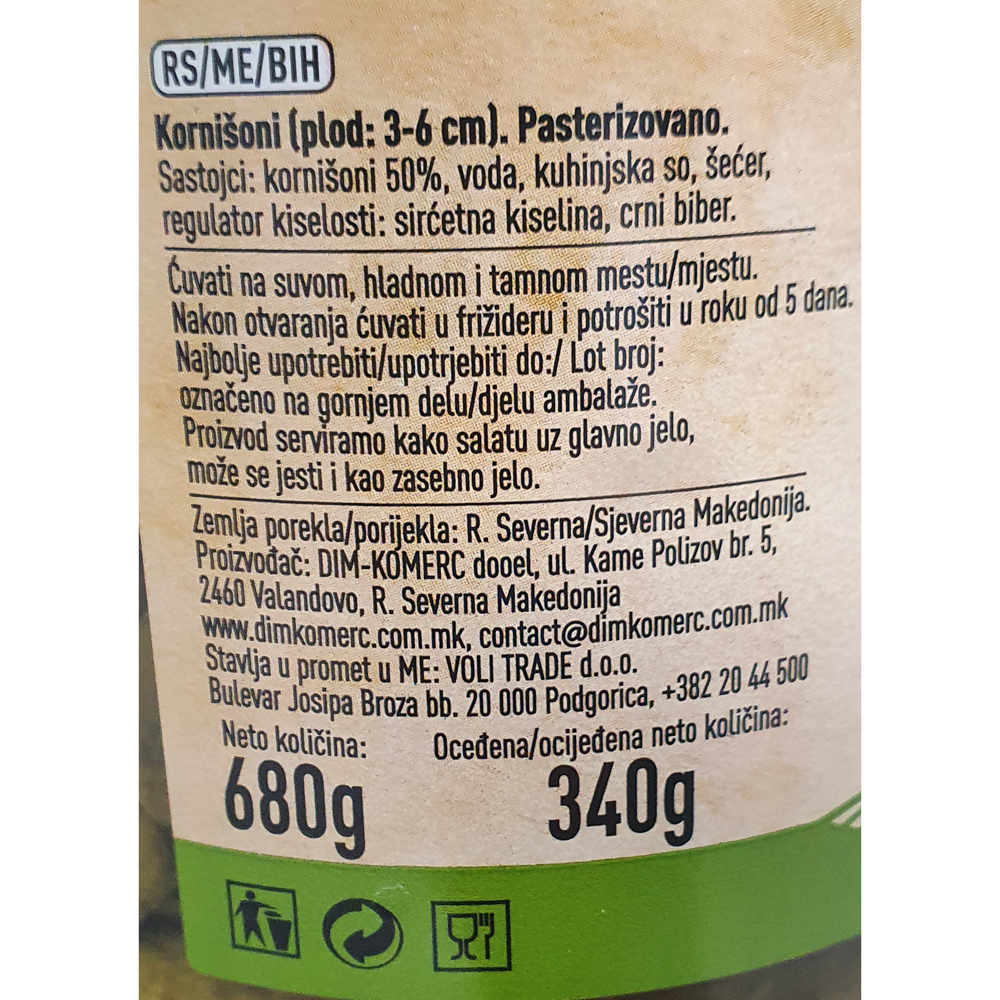 RS/ME/BIH
Kornišoni (plod: 3-6 cm). Pasterizovano.
Sastojci: kornišoni 50%, voda, kuhinjska so, šećer,
regulator kiselosti: sirćetna kiselina, crni biber.
Ćuvati na suvom, hladnom i tamnom mestu/mjestu.
Nakon otvaranja ćuvati u frižideru i potrošiti u roku od 5 dana.
Najbolje upotrebiti/upotrjebiti do:/ Lot broj:
označeno na gornjem delu/djelu ambalaže.
Proizvod serviramo kako salatu uz glavno jelo,
može se jesti i kao zasebno jelo.
Zemlja porekla/porijekla: R. Severna/Sjeverna Makedonija.
Proizvođač: DIM-KOMERC dooel, ul. Kame Polizov br. 5,
2460 Valandovo, R. Severna Makedonija
www.dimkomerc.com.mk, contact@dimkomerc.com.mk
Stavlja u promet u ME: VOLI TRADE d.o.o.
Bulevar Josipa Broza bb. 20 000 Podgorica, +382 20 44 500
Neto količina: Oceđena/ocijeđena neto količina:
680g 340g